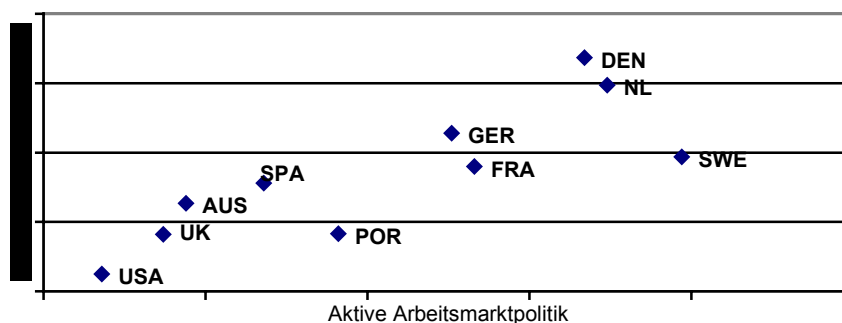 DEN
NL
GER
SWE
FRA
SPA
AUS
UK
POR
USA
Aktive Arbeitsmarktpolitik